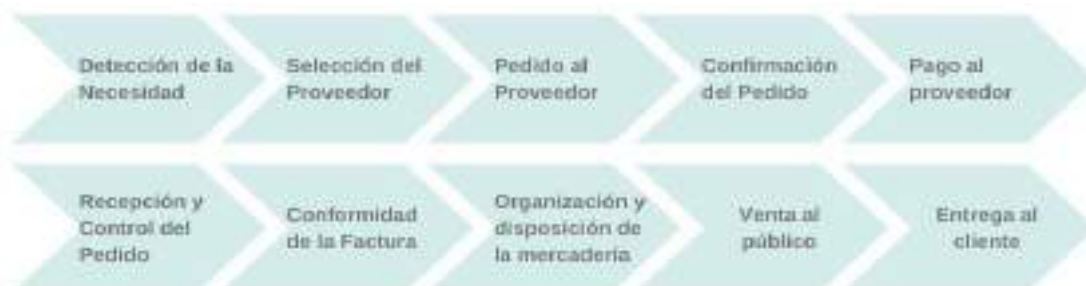 Detección de la
Necesidad
Selección del
Proveedor
Pedido al
Proveedor
Confirmación
del Pedido
Pago al
proveedor
Recepción y
Control del
Pedido
Conformidad
de la Factura
Organización y
disposición de
la mercadería
Venta al
público
Entrega al
cliente